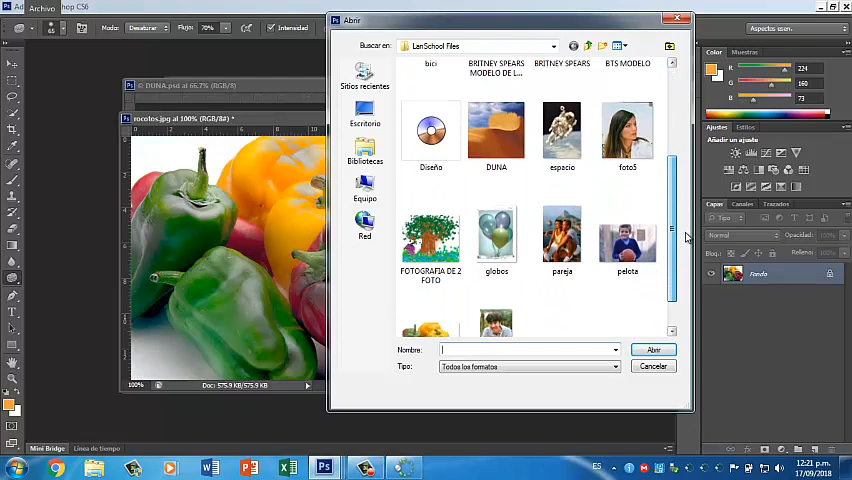 Archivo
hop CS6
65
Modo: Desaturar
Flujo: 70%
Intensidad
Aspectos esen.
Abrir
Buscar en: LanSchool Files
Sitios recientes
Escritorio
Bibliotecas
Equipo
Red
bici
BRITNEY SPEARS MODELO DE L...
BRITNEY SPEARS
BTS MODELO
Diseño
DUNA
espacio
foto5
FOTOGRAFIA DE 2 FOTO
globos
pareja
pelota
Nombre:
Abrir
Tipo: Todos los formatos
Cancelar
© DUNA.psd al 66.7% (RGB/8)
rocotos.jpg al 100% (RGB/8#) *
100%
Doc: 575.9 KB/575.9 KB
Mini Bridge
Línea de tiempo
Color
Muestras
R 224
G 160
B 73
Ajustes
Estilos
Añadir un ajuste
Capas
Canales
Trazados
Tipo
Normal
Opacidad: 100%
Bloq.:
Relleno: 100%
Fondo
ES
12:21 p.m.
17/09/2018